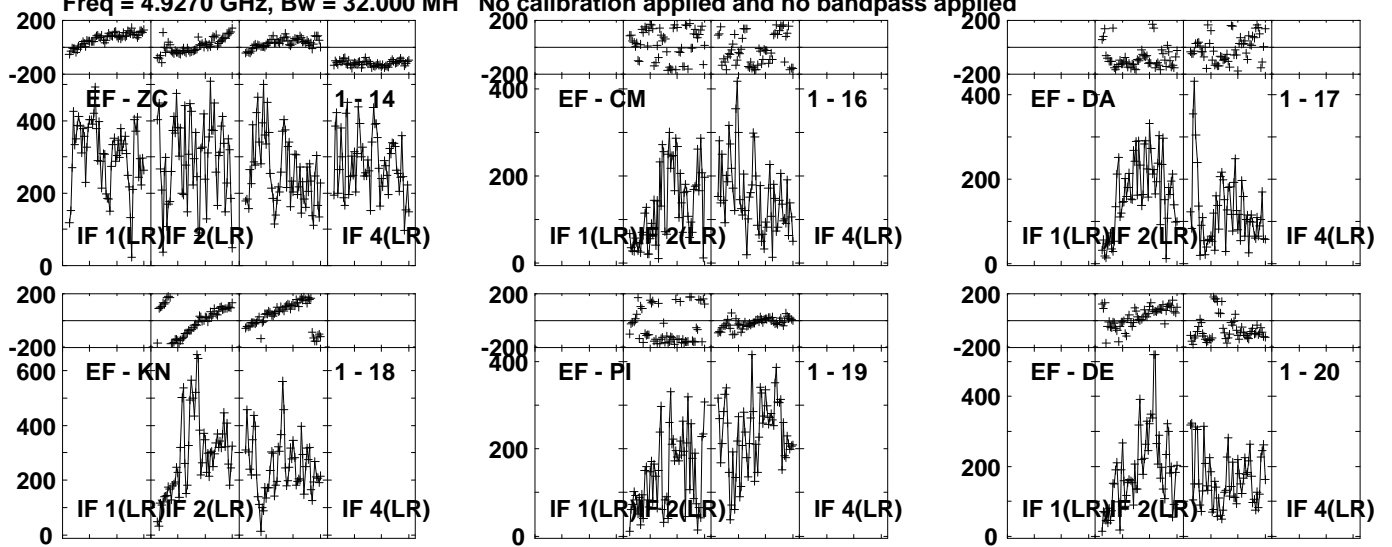 Freq = 4.9270 GHz, Bw = 32.000 MH   No calibration applied and no bandpass applied
200
-200
EF - ZC 1 - 14
400
200
0
IF 1(LR) IF 2(LR) IF 4(LR)
200
-200
400
EF - CM 1 - 16
200
0
IF 1(LR) IF 2(LR) IF 4(LR)
200
-200
400
EF - DA 1 - 17
200
0
IF 1(LR) IF 2(LR) IF 4(LR)
200
-200
600
EF - KN 1 - 18
400
200
0
IF 1(LR) IF 2(LR) IF 4(LR)
200
-200
400
EF - PI 1 - 19
200
0
IF 1(LR) IF 2(LR) IF 4(LR)
200
-200
EF - DE 1 - 20
400
200
0
IF 1(LR) IF 2(LR) IF 4(LR)